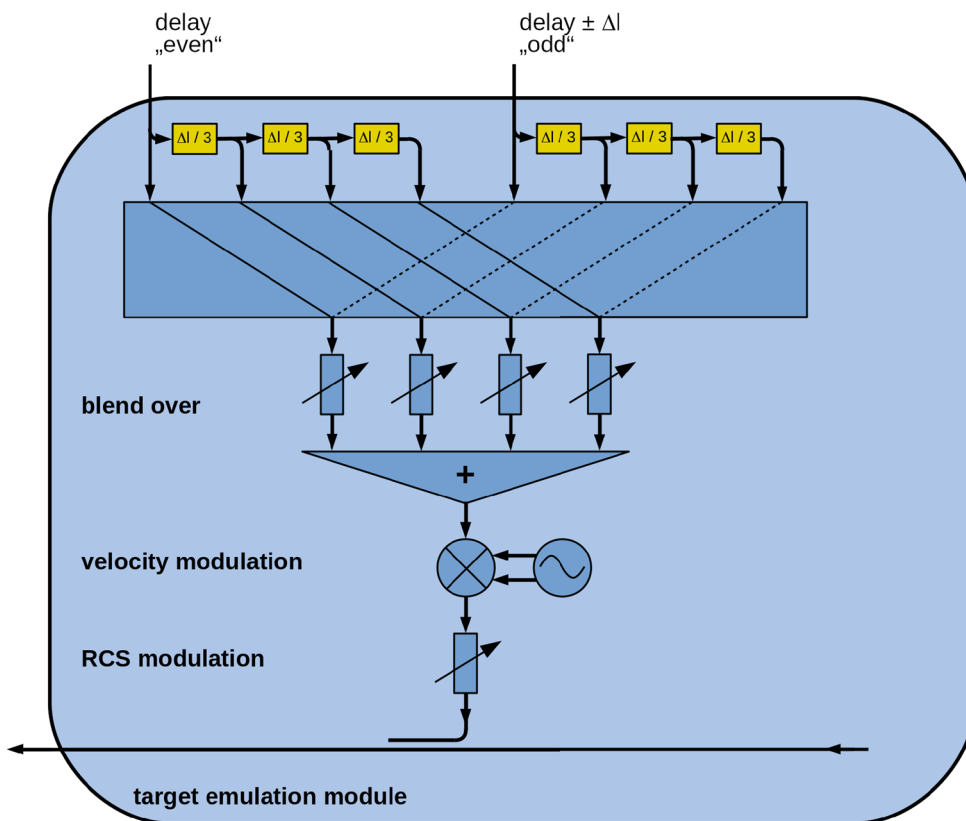 delay
„even“
delay ± Δl
„odd“
Δl / 3
Δl / 3
Δl / 3
Δl / 3
Δl / 3
Δl / 3
blend over
+
velocity modulation
RCS modulation
target emulation module